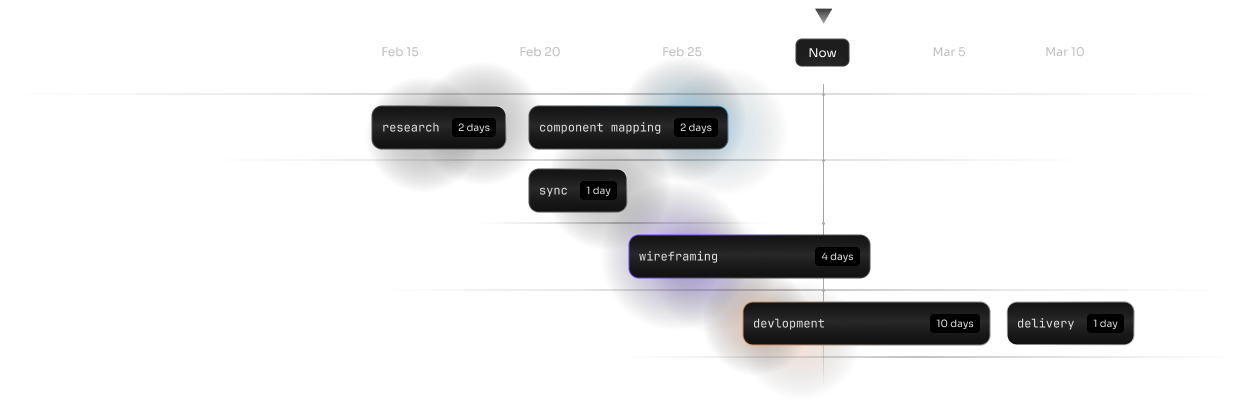 Feb 15
Feb 20
Feb 25
Now
Mar 5
Mar 10
research
2 days
component mapping
2 days
sync
1 day
wireframing
4 days
devlopment
10 days
delivery
1 day